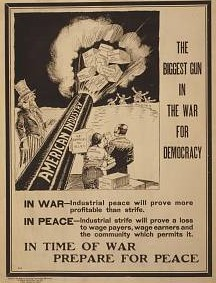 THE
BIGGEST GUN
IN
THE WAR
FOR
DEMOCRACY
AMERICAN INDUSTRY
IN WAR—Industrial peace will prove more
profitable than strife.
IN PEACE—Industrial strife will prove a loss
to wage payers, wage earners and
the community which permits it.
IN TIME OF WAR
PREPARE FOR PEACE